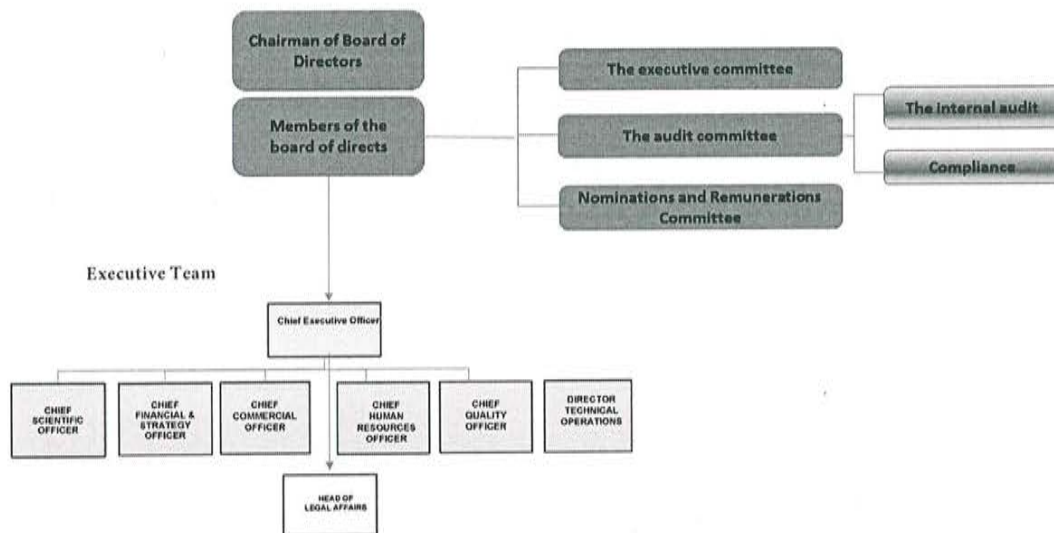 Chairman of Board of
Directors
Members of the
board of directs
The executive committee
The audit committee
Nominations and Remunerations
Committee
The internal audit
Compliance
Executive Team
Chief Executive Officer
CHIEF
SCIENTIFIC
OFFICER
CHIEF
FINANCIAL &
STRATEGY
OFFICER
CHIEF
COMMERCIAL
OFFICER
CHIEF
HUMAN
RESOURCES
OFFICER
CHIEF
QUALITY
OFFICER
DIRECTOR
TECHNICAL
OPERATIONS
HEAD OF
LEGAL AFFAIRS